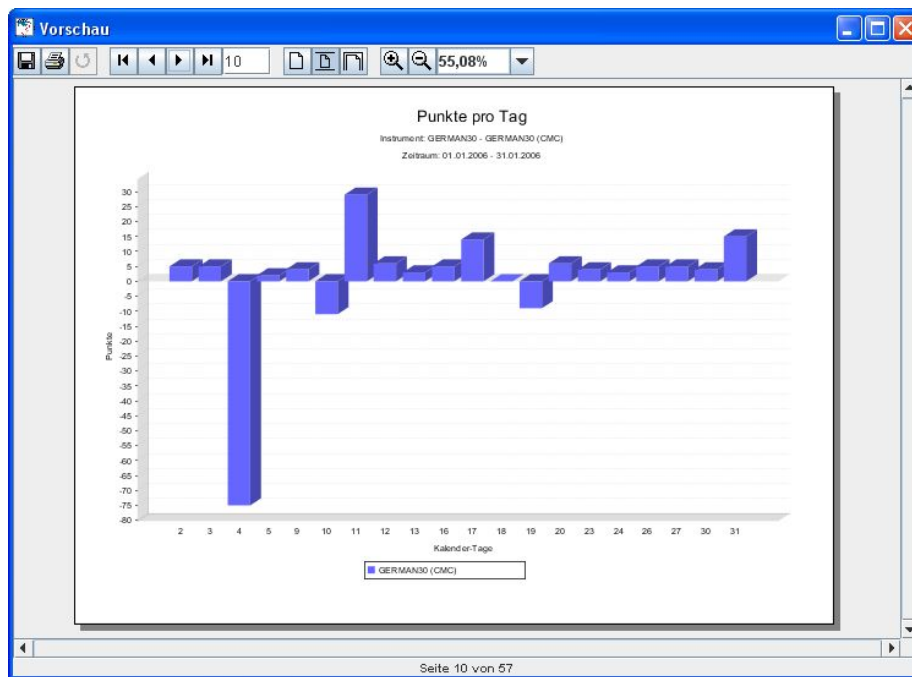 Vorschau
10
55,08%
Punkte pro Tag
Instrument: GERMAN30 - GERMAN30 (CMC)
Zeitraum: 01.01.2006 - 31.01.2006
30
25
20
15
10
5
0
-5
-10
-15
-20
-25
-30
-35
-40
-45
-50
-55
-60
-65
-70
-75
-80
Punkte
2 3 4 5 9 10 11 12 13 16 17 18 19 20 23 24 26 27 30 31
Kalender-Tage
GERMAN30 (CMC)
Seite 10 von 57